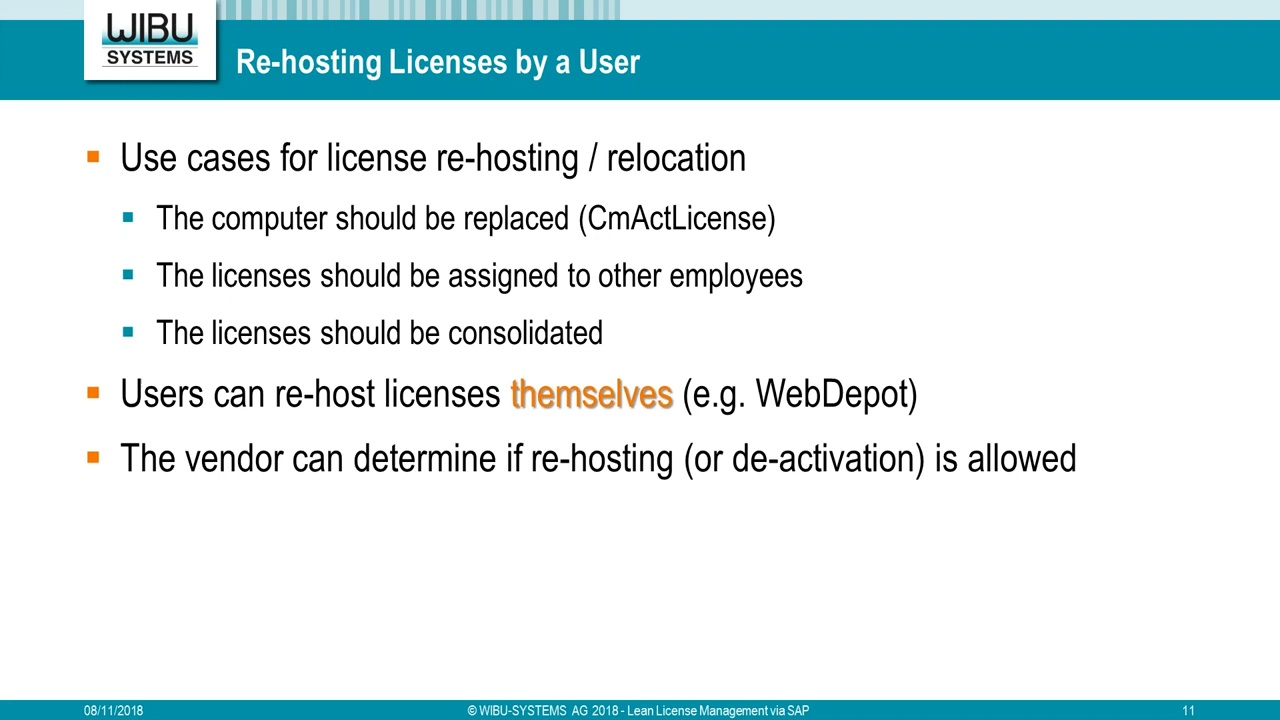 WIBU
SYSTEMS
Re-hosting Licenses by a User
Use cases for license re-hosting / relocation
The computer should be replaced (CmActLicense)
The licenses should be assigned to other employees
The licenses should be consolidated
Users can re-host licenses themselves (e.g. WebDepot)
The vendor can determine if re-hosting (or de-activation) is allowed
08/11/2018
© WIBU-SYSTEMS AG 2018 - Lean License Management via SAP
11